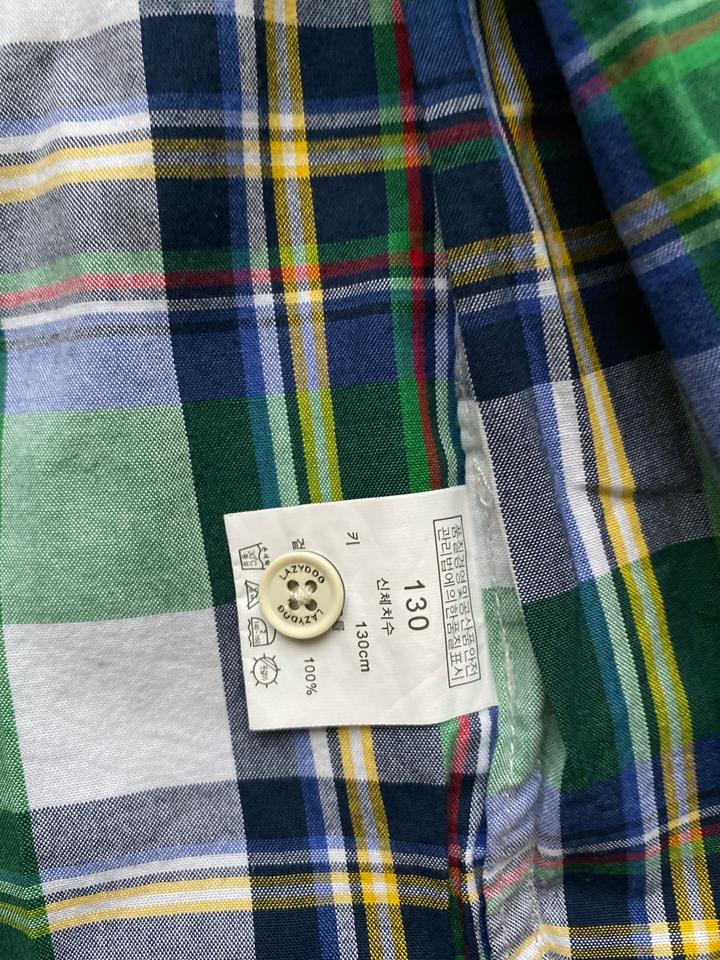 품질경영및공산품안전
관리법에의한품질표시
130
신체치수
키 130cm
100%
LAZYDOG
LAZYDOG